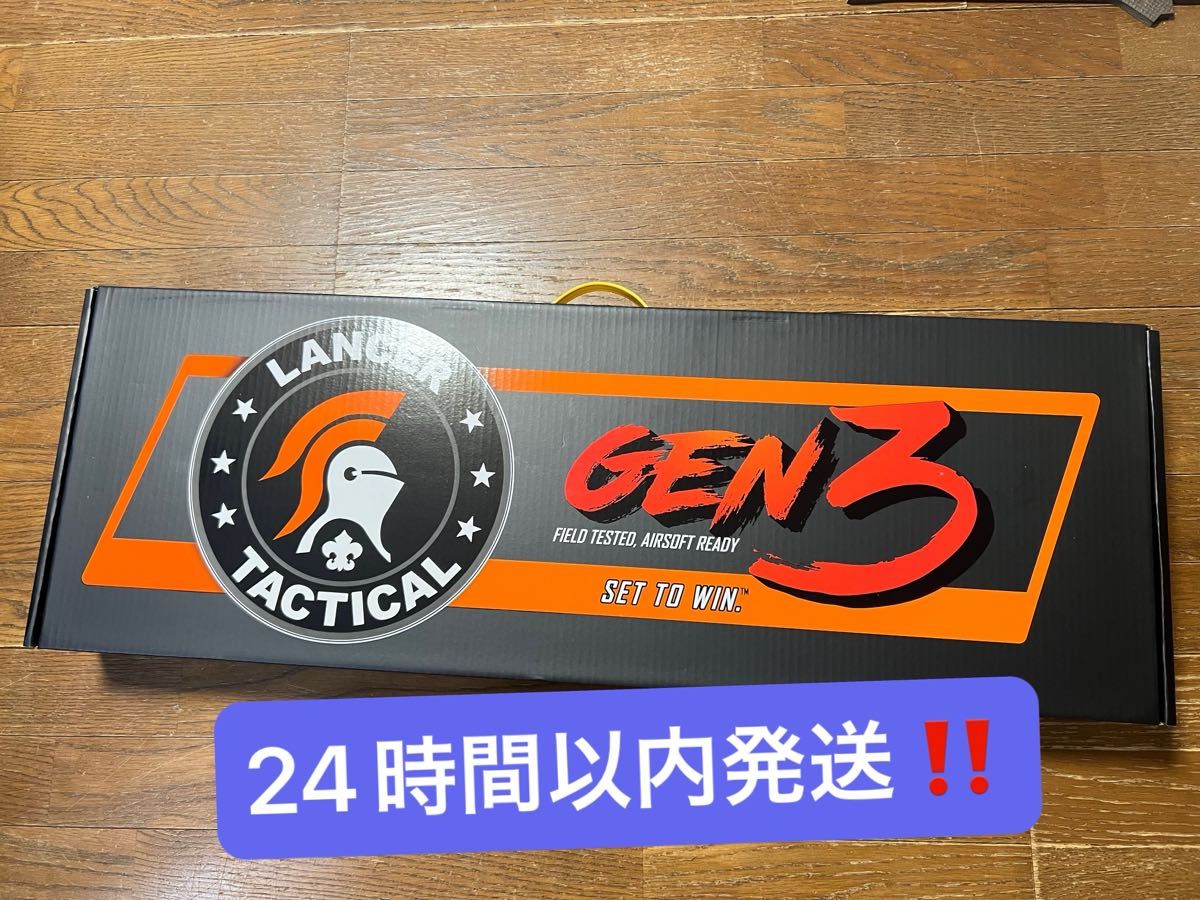 LANCER
TACTICAL
GEN3
FIELD TESTED, AIRSOFT READY
SET TO WIN.™
24時間以内発送‼️